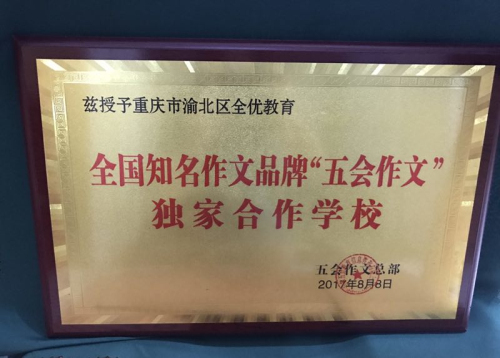 兹授予重庆市渝北区全优教育
全国知名作文品牌“五会作文”
独家合作学校
五会作文总部
2017年8月8日